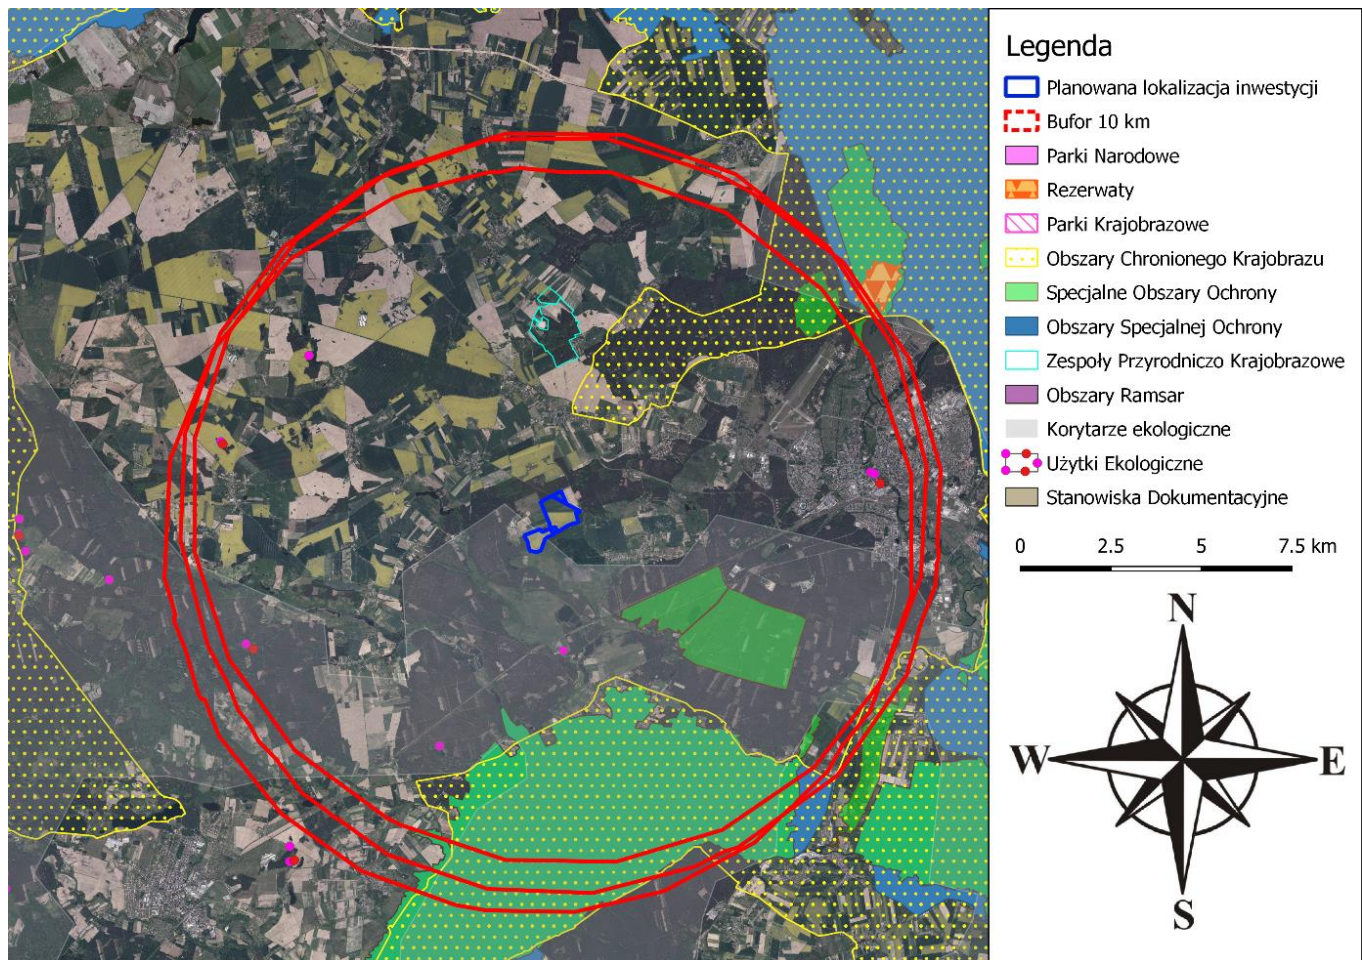 Legenda
Planowana lokalizacja inwestycji
Bufor 10 km
Parki Narodowe
Rezerwaty
Parki Krajobrazowe
Obszary Chronionego Krajobrazu
Specjalne Obszary Ochrony
Obszary Specjalnej Ochrony
Zespoły Przyrodniczo Krajobrazowe
Obszary Ramsar
Korytarze ekologiczne
Użytki Ekologiczne
Stanowiska Dokumentacyjne
0 2.5 5 7.5 km
N
W E
S